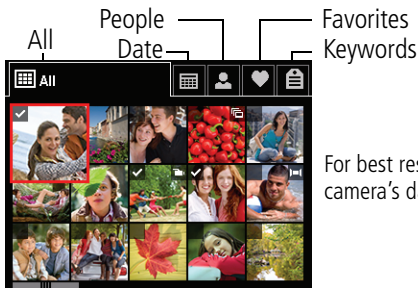 People
Favorites
All
Date
Keywords
All
For best res
camera's d